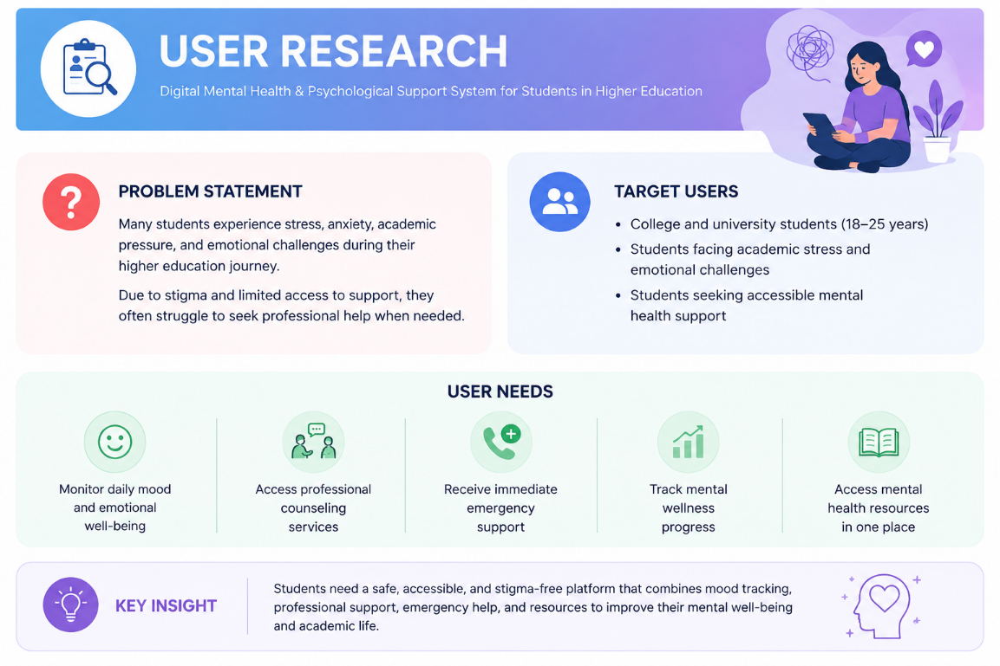 USER RESEARCH
Digital Mental Health & Psychological Support System for Students in Higher Education
?
PROBLEM STATEMENT
Many students experience stress, anxiety, academic
pressure, and emotional challenges during their
higher education journey.
Due to stigma and limited access to support, they
often struggle to seek professional help when needed.
TARGET USERS
• College and university students (18–25 years)
• Students facing academic stress and
emotional challenges
• Students seeking accessible mental
health support
USER NEEDS
Monitor daily mood
and emotional
well-being
Access professional
counseling
services
Receive immediate
emergency
support
Track mental
wellness
progress
Access mental
health resources
in one place
KEY INSIGHT
Students need a safe, accessible, and stigma-free platform that combines mood tracking,
professional support, emergency help, and resources to improve their mental well-being
and academic life.